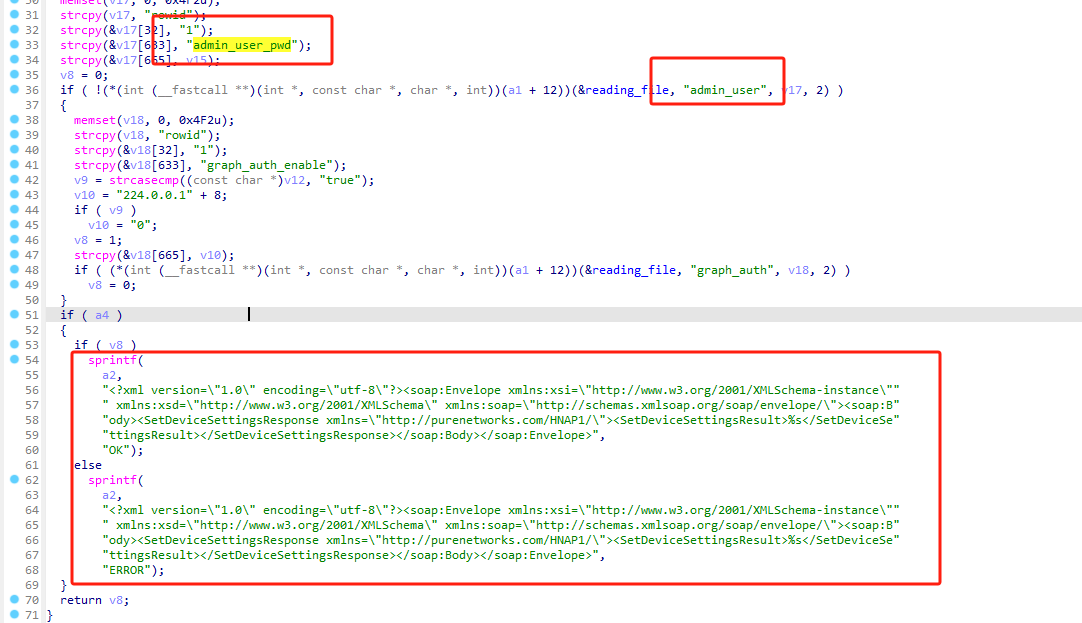 30 memset(v17, 0, 0x4F2u);
31 strcpy(v17, "rowid");
32 strcpy(&v17[32], "1");
33 strcpy(&v17[633], "admin_user_pwd");
34 strcpy(&v17[665], v15);
35 v8 = 0;
36 if ( !(*(int (__fastcall **)(int *, const char *, char *, int))(a1 + 12))(&reading_file, "admin_user", v17, 2) )
37 {
38 memset(v18, 0, 0x4F2u);
39 strcpy(v18, "rowid");
40 strcpy(&v18[32], "1");
41 strcpy(&v18[633], "graph_auth_enable");
42 v9 = strcasecmp((const char *)v12, "true");
43 v10 = "224.0.0.1" + 8;
44 if ( v9 )
45 v10 = "0";
46 v8 = 1;
47 strcpy(&v18[665], v10);
48 if ( (*(int (__fastcall **)(int *, const char *, char *, int))(a1 + 12))(&reading_file, "graph_auth", v18, 2) )
49 v8 = 0;
50 }
51 if ( a4 )
52 {
53 if ( v8 )
54 sprintf(
55 a2,
56 "<?xml version=\"1.0\" encoding=\"utf-8\"?><soap:Envelope xmlns:xsi=\"http://www.w3.org/2001/XMLSchema-instance\""
57 " xmlns:xsd=\"http://www.w3.org/2001/XMLSchema\" xmlns:soap=\"http://schemas.xmlsoap.org/soap/envelope/\"><soap:B"
58 "ody><SetDeviceSettingsResponse xmlns=\"http://purenetworks.com/HNAP1/\"><SetDeviceSettingsResult>%s</SetDeviceSe"
59 "ttingsResult></SetDeviceSettingsResponse></soap:Body></soap:Envelope>",
60 "OK");
61 else
62 sprintf(
63 a2,
64 "<?xml version=\"1.0\" encoding=\"utf-8\"?><soap:Envelope xmlns:xsi=\"http://www.w3.org/2001/XMLSchema-instance\""
65 " xmlns:xsd=\"http://www.w3.org/2001/XMLSchema\" xmlns:soap=\"http://schemas.xmlsoap.org/soap/envelope/\"><soap:B"
66 "ody><SetDeviceSettingsResponse xmlns=\"http://purenetworks.com/HNAP1/\"><SetDeviceSettingsResult>%s</SetDeviceSe"
67 "ttingsResult></SetDeviceSettingsResponse></soap:Body></soap:Envelope>",
68 "ERROR");
69 }
70 return v8;
71 }